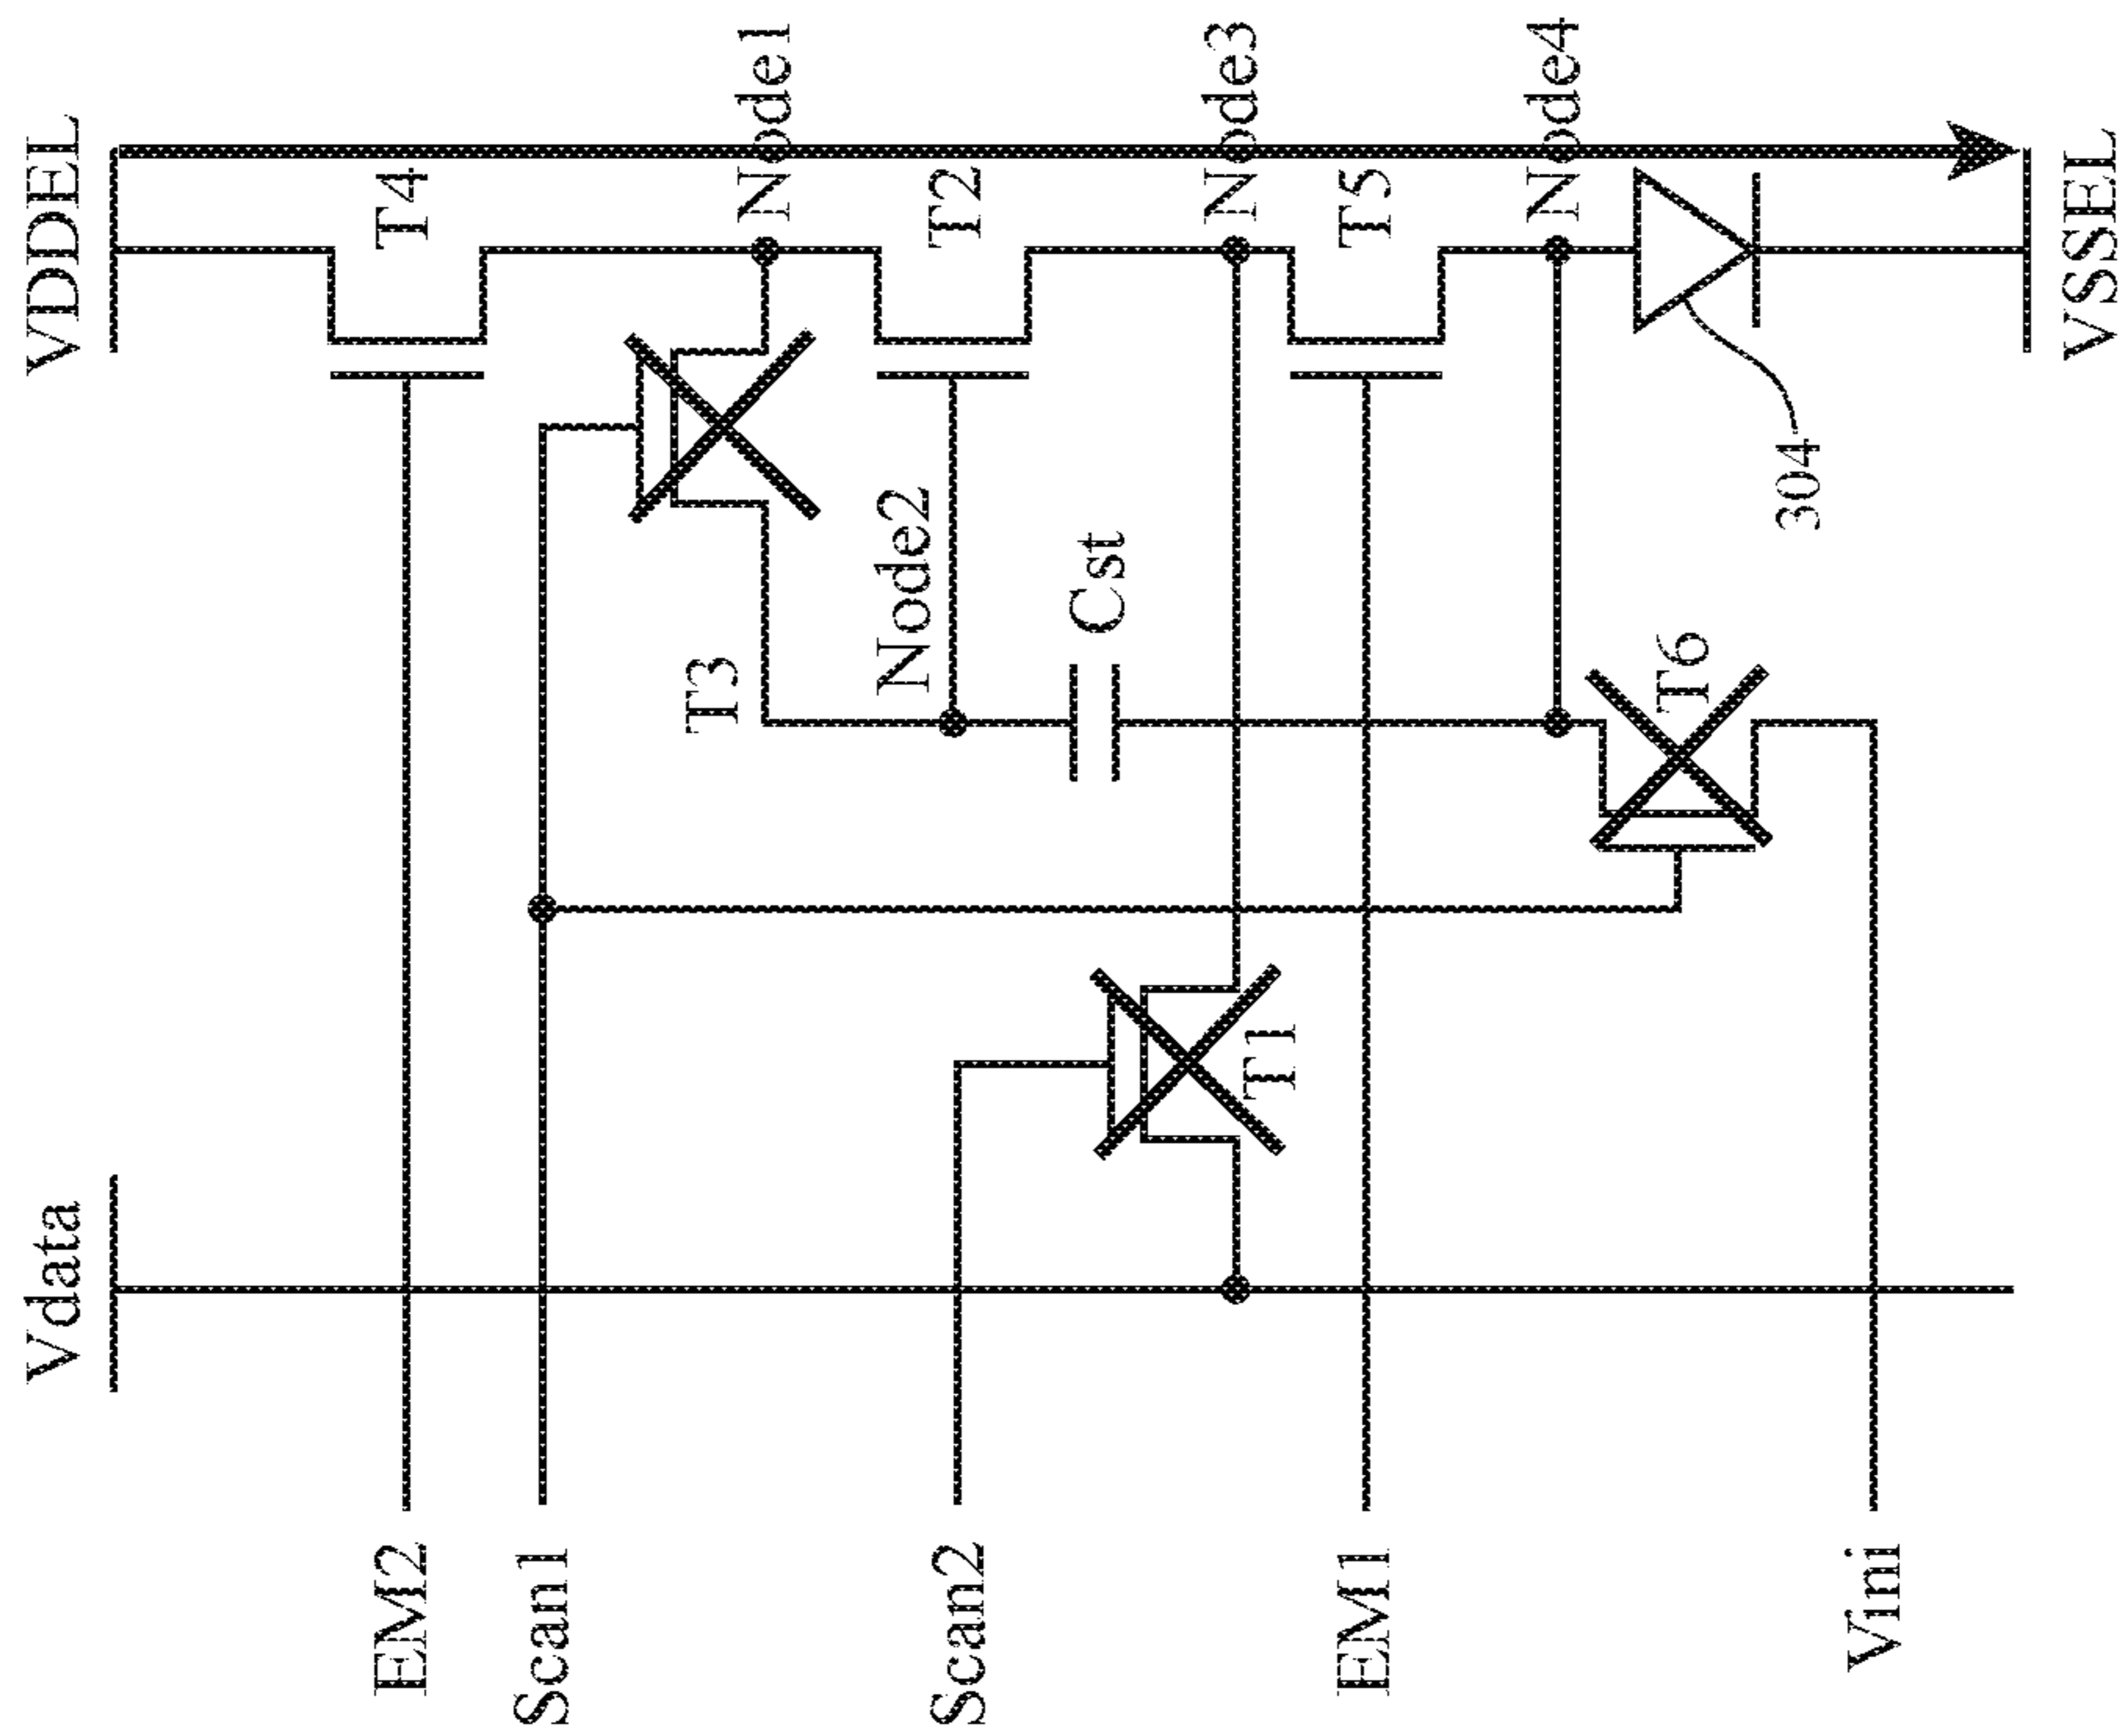 VDDEL
T4
Node1
T2
Node3
T5
Node4
VSSEL
T3
Node2
Cst
304
T6
T1
Vdata
EM2
Scan1
Scan2
EM1
Vini